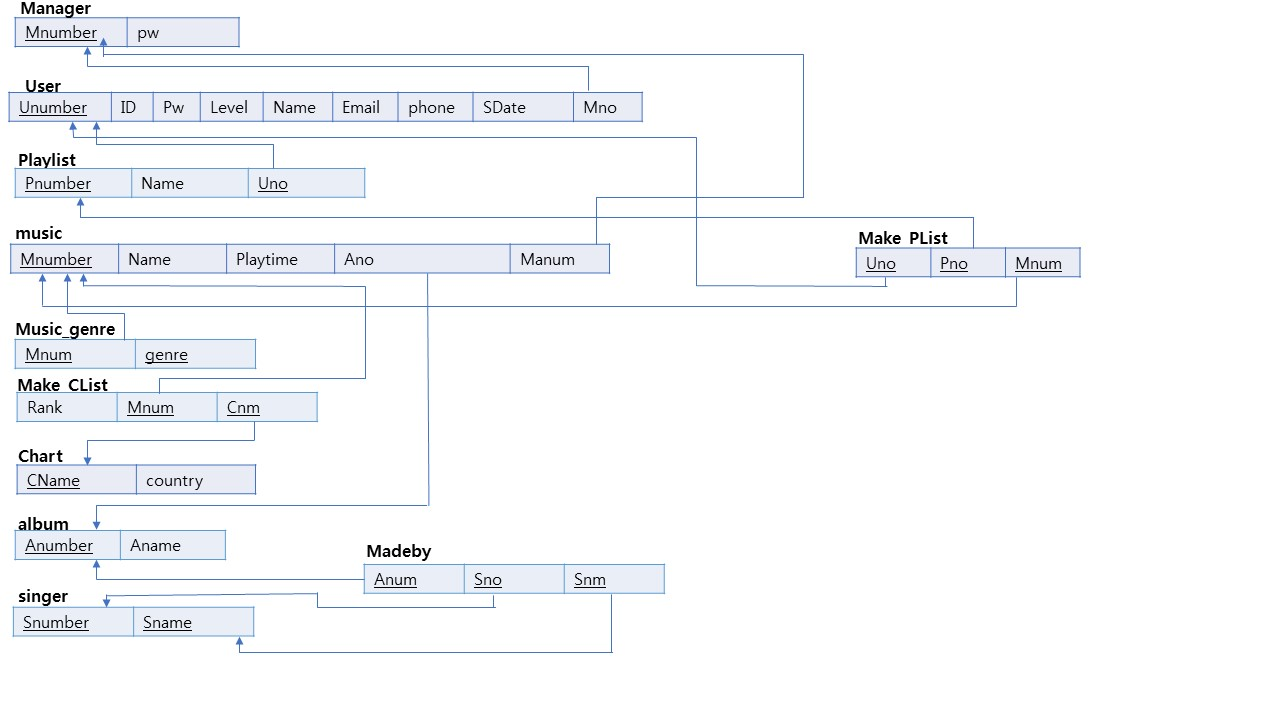 Manager
Mnumber pw
User
Unumber ID Pw Level Name Email phone SDate Mno
Playlist
Pnumber Name Uno
music
Mnumber Name Playtime Ano Manum
Make_PList
Uno Pno Mnum
Music_genre
Mnum genre
Make_CList
Rank Mnum Cnm
Chart
CName country
album
Anumber Aname
Madeby
Anum Sno Snm
singer
Snumber Sname